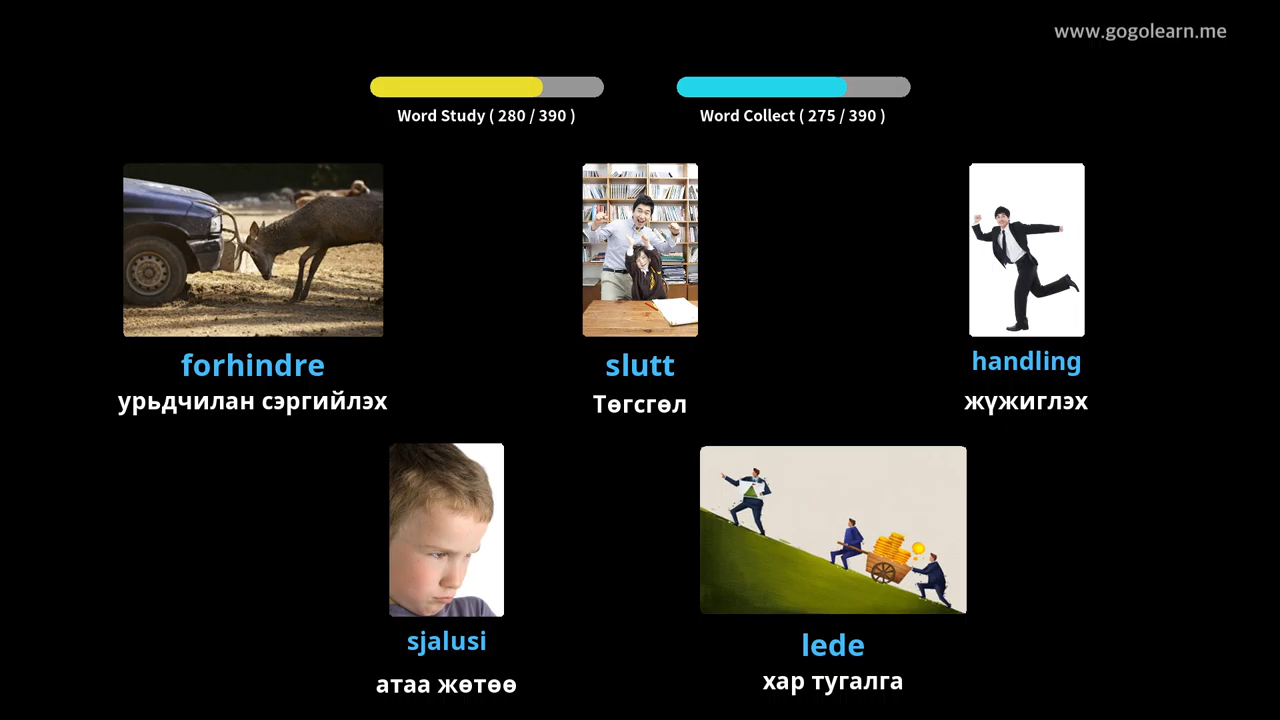 www.gogolearn.me
Word Study ( 280 / 390 )
Word Collect ( 275 / 390 )
forhindre
урьдчилан сэргийлэх
slutt
Төгсгөл
handling
жүжиглэх
sjalusi
атаа жөтөө
lede
хар тугалга